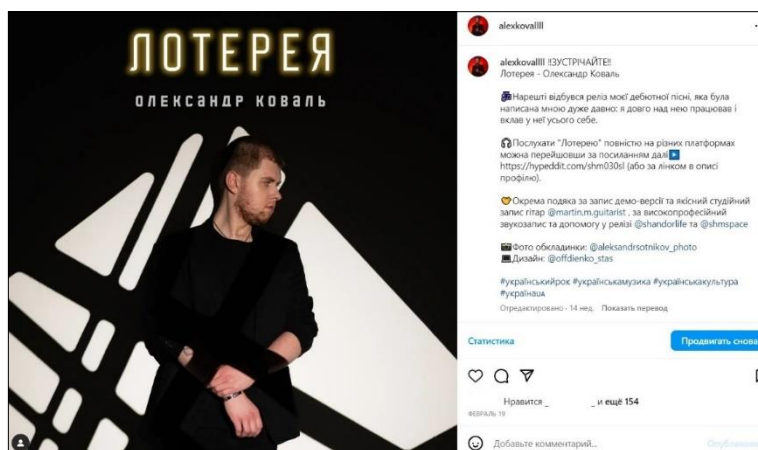 ЛОТЕРЕЯ
ОЛЕКСАНДР КОВАЛЬ
alexkovallll
alexkovallll ‼ЗУСТРІЧАЙТЕ‼
Лотерея - Олександр Коваль
Нарешті відбувся реліз моєї дебютної пісні, яка була
написана мною дуже давно: я довго над нею працював і
вклав у неї усього себе.
Послухати "Лотерею" повністю на різних платформах
можна перейшовши за посиланням далі▶
https://hypeddit.com/shm030sl (або за лінком в описі
профілю).
Окрема подяка за запис демо-версії та якісний студійний
запис гітар @martin.m.guitarist , за високопрофесійний
звукозапис та допомогу у релізі @shandorlife та @shmspace
Фото обкладинки: @aleksandrsotnikov_photo
Дизайн: @offdienko_stas
#українськийрок #українськамузика #українськакультура
#українаua
Отредактировано · 14 нед. Показать перевод
Статистика
Продвигать снова
Нравится _ _ и ещё 154
ФЕВРАЛЬ 19
Добавьте комментарий...